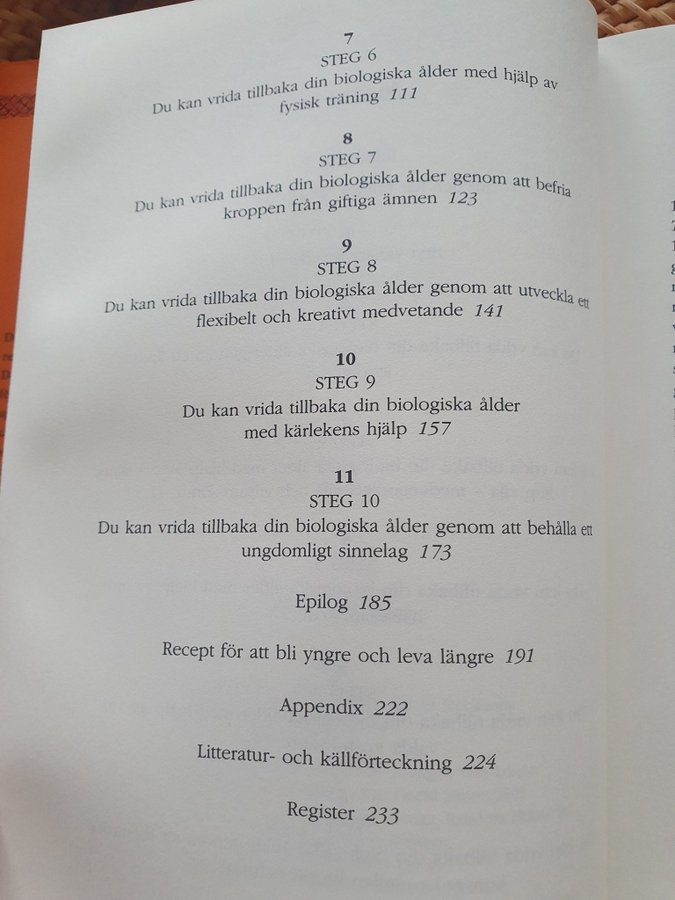 7
STEG 6
Du kan vrida tillbaka din biologiska ålder med hjälp av
fysisk träning 111
8
STEG 7
Du kan vrida tillbaka din biologiska ålder genom att befria
kroppen från giftiga ämnen 123
9
STEG 8
Du kan vrida tillbaka din biologiska ålder genom att utveckla ett
flexibelt och kreativt medvetande 141
10
STEG 9
Du kan vrida tillbaka din biologiska ålder
med kärlekens hjälp 157
11
STEG 10
Du kan vrida tillbaka din biologiska ålder genom att behålla ett
ungdomligt sinnelag 173
Epilog 185
Recept för att bli yngre och leva längre 191
Appendix 222
Litteratur- och källförteckning 224
Register 233